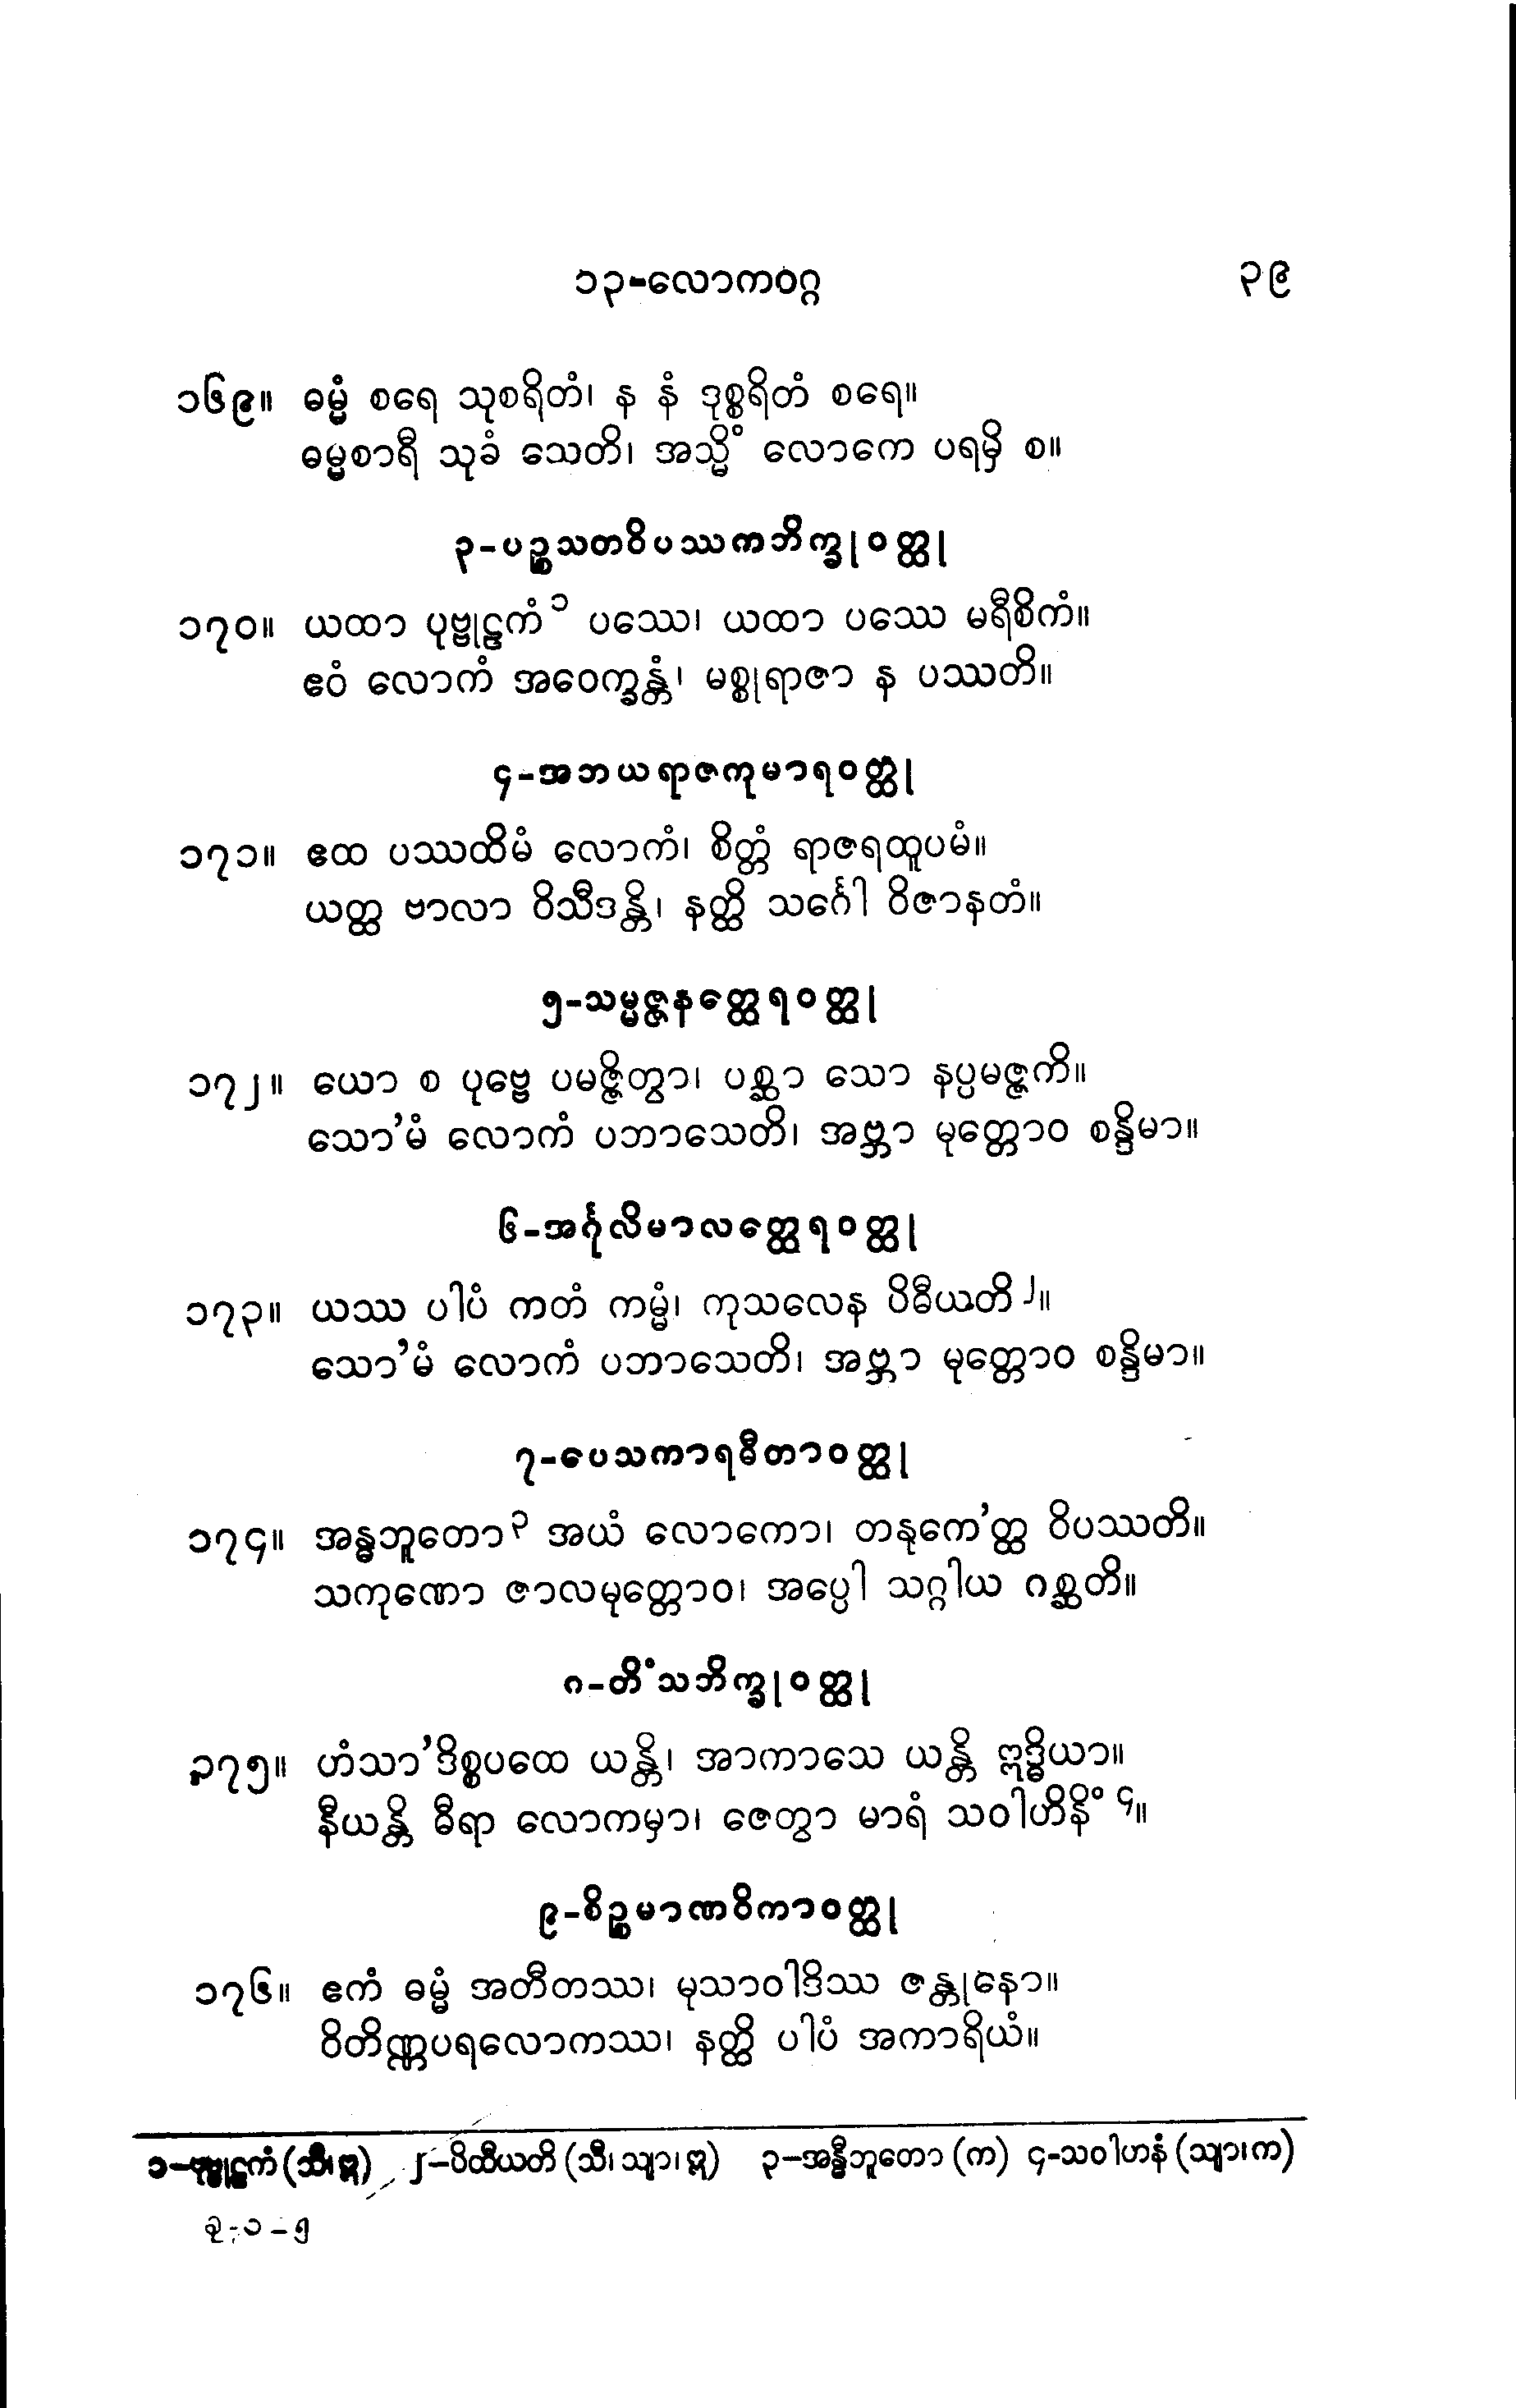 ၁၃-လောကဝဂ္ဂ ၃၉
၁၆၉။ ဓမ္မံ စရေ သုစရိတံ၊ န နံ ဒုစ္စရိတံ စရေ။
ဓမ္မစာရီ သုခံ သေတိ၊ အသ္မိံ လောကေ ပရမှိ စ။
၃-ပဉ္စသတဝိပဿကဘိက္ခုဝတ္ထု
၁၇၀။ ယထာ ပုဗ္ဗုဠကံ ၁ ပဿေ၊ ယထာ ပဿေ မရီစိကံ။
ဧဝံ လောကံ အဝေက္ခန္တံ၊ မစ္စုရာဇာ န ပဿတိ။
၄-အဘယရာဇကုမာရဝတ္ထု
၁၇၁။ ဧထ ပဿထိမံ လောကံ၊ စိတ္တံ ရာဇရထူပမံ။
ယတ္ထ ဗာလာ ဝိသီဒန္တိ၊ နတ္ထိ သင်္ဂေါ ဝိဇာနတံ။
၅-သမ္မဇ္ဇနတ္ထေရဝတ္ထု
၁၇၂။ ယော စ ပုဗ္ဗေ ပမဇ္ဇိတွာ၊ ပစ္ဆာ သော နပ္ပမဇ္ဇကိ။
သော’မံ လောကံ ပဘာသေတိ၊ အဗ္ဘာ မုတ္တောဝ စန္ဒိမာ။
၆-အင်္ဂုလိမာလတ္ထေရဝတ္ထု
၁၇၃။ ယဿ ပါပံ ကတံ ကမ္မံ၊ ကုသလေန ပိဓီယတိ ၂။
သော’မံ လောကံ ပဘာသေတိ၊ အဗ္ဘာ မုတ္တောဝ စန္ဒိမာ။
၇-ပေသကာရဓီတာဝတ္ထု
၁၇၄။ အန္ဓဘူတော ၃ အယံ လောကော၊ တနုကေ’တ္ထ ဝိပဿတိ။
သကုဏော ဇာလမုတ္တောဝ၊ အပ္ပေါ သဂ္ဂါယ ဂစ္ဆတိ။
ဂ-တိံသဘိက္ခုဝတ္ထု
၃၇၅။ ဟံသာ’ဒိစ္စပထေ ယန္တိ၊ အာကာသေ ယန္တိ ဣဒ္ဓိယာ။
နီယန္တိ ဓီရာ လောကမှာ၊ ဇေတွာ မာရံ သဝါဟိနိံ ၄။
၉-စိဉ္စမာဏဝိကာဝတ္ထု
၁၇၆။ ဧကံ ဓမ္မံ အတီတဿ၊ မုသာဝါဒိဿ ဇန္တုနော။
ဝိတိဏ္ဏပရလောကဿ၊ နတ္ထိ ပါပံ အကာရိယံ။
၁- (သီ၊ဣ) ၂-ပိထီယတိ (သီ၊ သျာ၊ ဣ) ၃-အန္ဓီဘူတော (က) ၄-သဝါဟနံ (သျာ၊က)
ခု-၁-၅